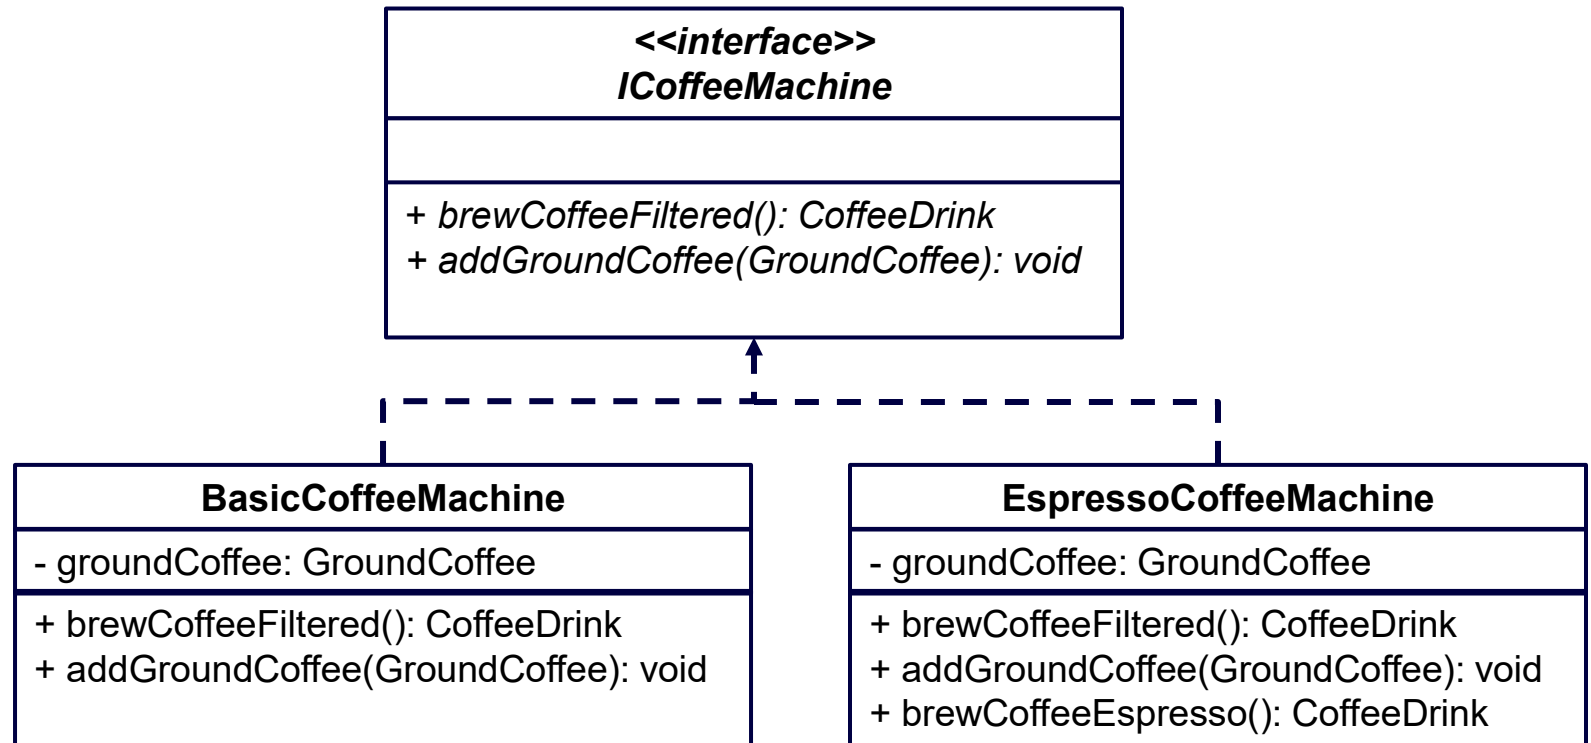 <<interface>>
ICoffeeMachine
+ brewCoffeeFiltered(): CoffeeDrink
+ addGroundCoffee(GroundCoffee): void
BasicCoffeeMachine
- groundCoffee: GroundCoffee
+ brewCoffeeFiltered(): CoffeeDrink
+ addGroundCoffee(GroundCoffee): void
EspressoCoffeeMachine
- groundCoffee: GroundCoffee
+ brewCoffeeFiltered(): CoffeeDrink
+ addGroundCoffee(GroundCoffee): void
+ brewCoffeeEspresso(): CoffeeDrink